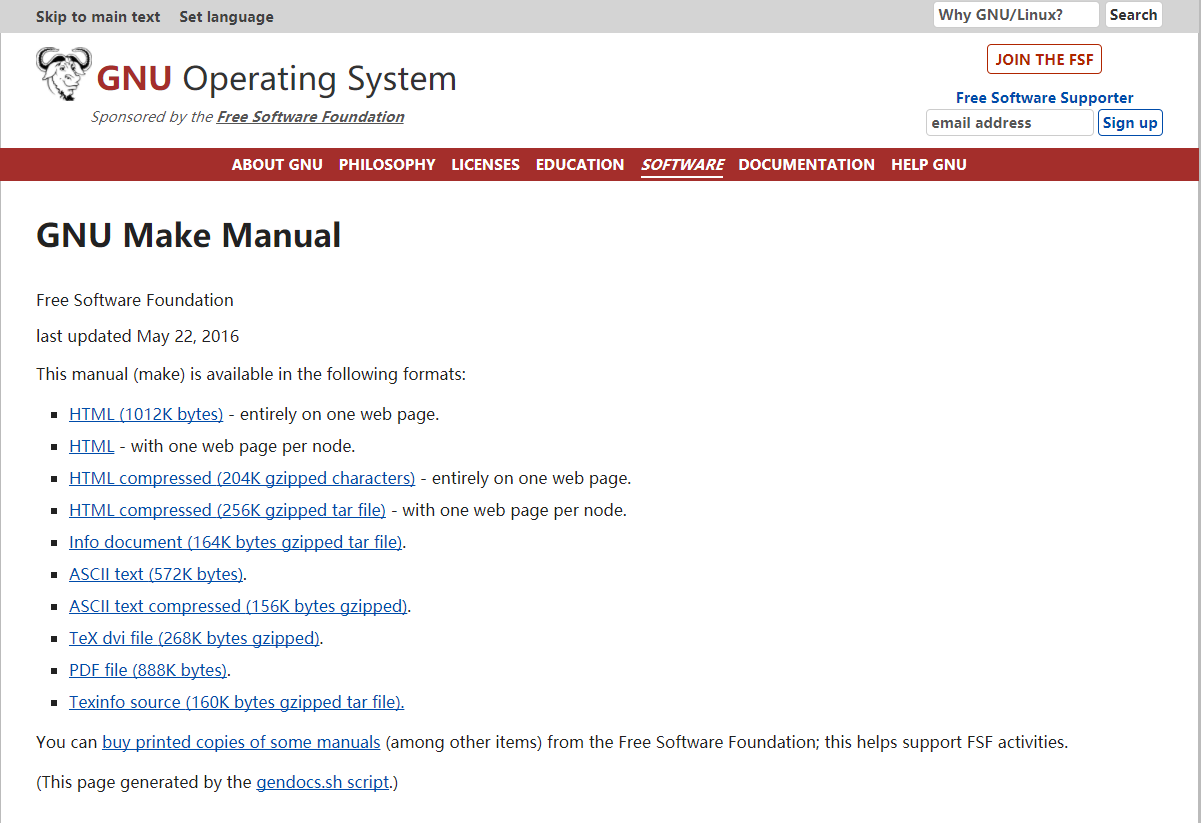 Skip to main text Set language Why GNU/Linux? Search
GNU Operating System
JOIN THE FSF
Sponsored by the Free Software Foundation
Free Software Supporter
email address Sign up
ABOUT GNU PHILOSOPHY LICENSES EDUCATION SOFTWARE DOCUMENTATION HELP GNU
GNU Make Manual
Free Software Foundation
last updated May 22, 2016
This manual (make) is available in the following formats:
HTML (1012K bytes) - entirely on one web page.
HTML - with one web page per node.
HTML compressed (204K gzipped characters) - entirely on one web page.
HTML compressed (256K gzipped tar file) - with one web page per node.
Info document (164K bytes gzipped tar file).
ASCII text (572K bytes).
ASCII text compressed (156K bytes gzipped).
TeX dvi file (268K bytes gzipped).
PDF file (888K bytes).
Texinfo source (160K bytes gzipped tar file).
You can buy printed copies of some manuals (among other items) from the Free Software Foundation; this helps support FSF activities.
(This page generated by the gendocs.sh script.)